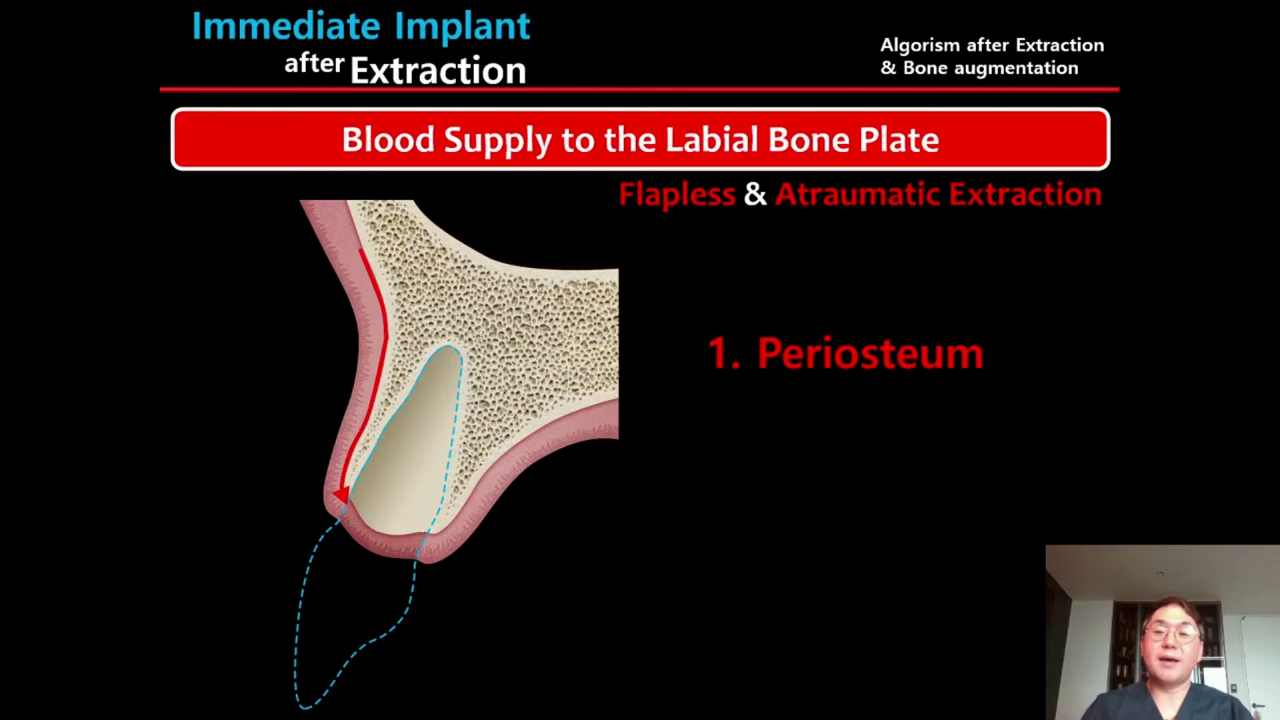 Immediate Implant
after Extraction
Algorism after Extraction
& Bone augmentation
Blood Supply to the Labial Bone Plate
Flapless & Atraumatic Extraction
1. Periosteum